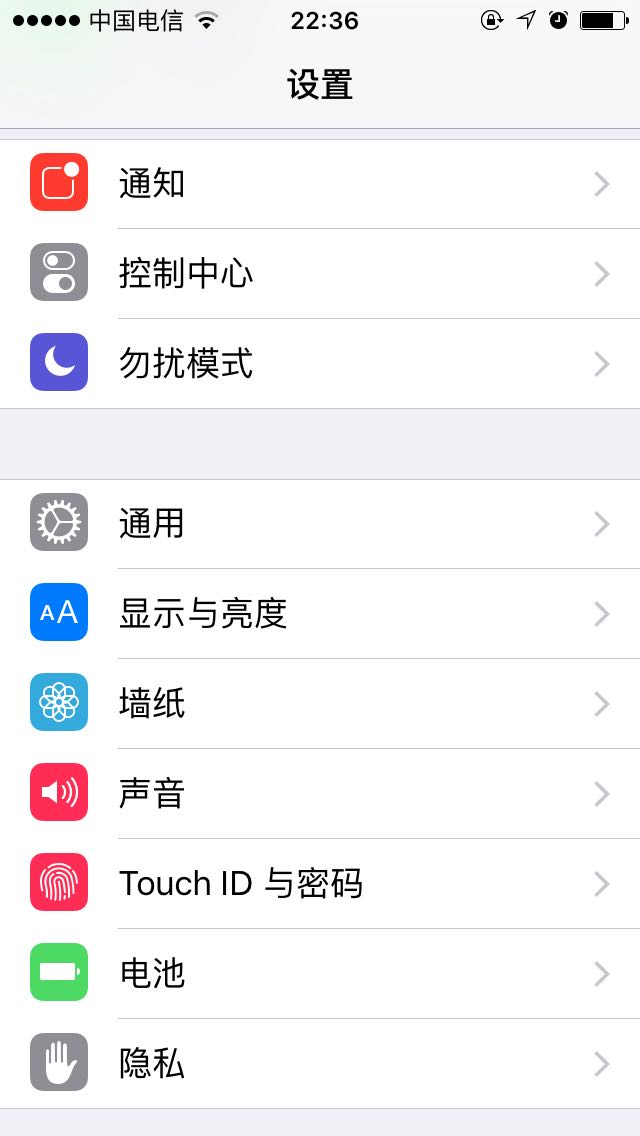 中国电信 22:36
设置
通知
控制中心
勿扰模式
通用
AA 显示与亮度
墙纸
声音
Touch ID 与密码
电池
隐私